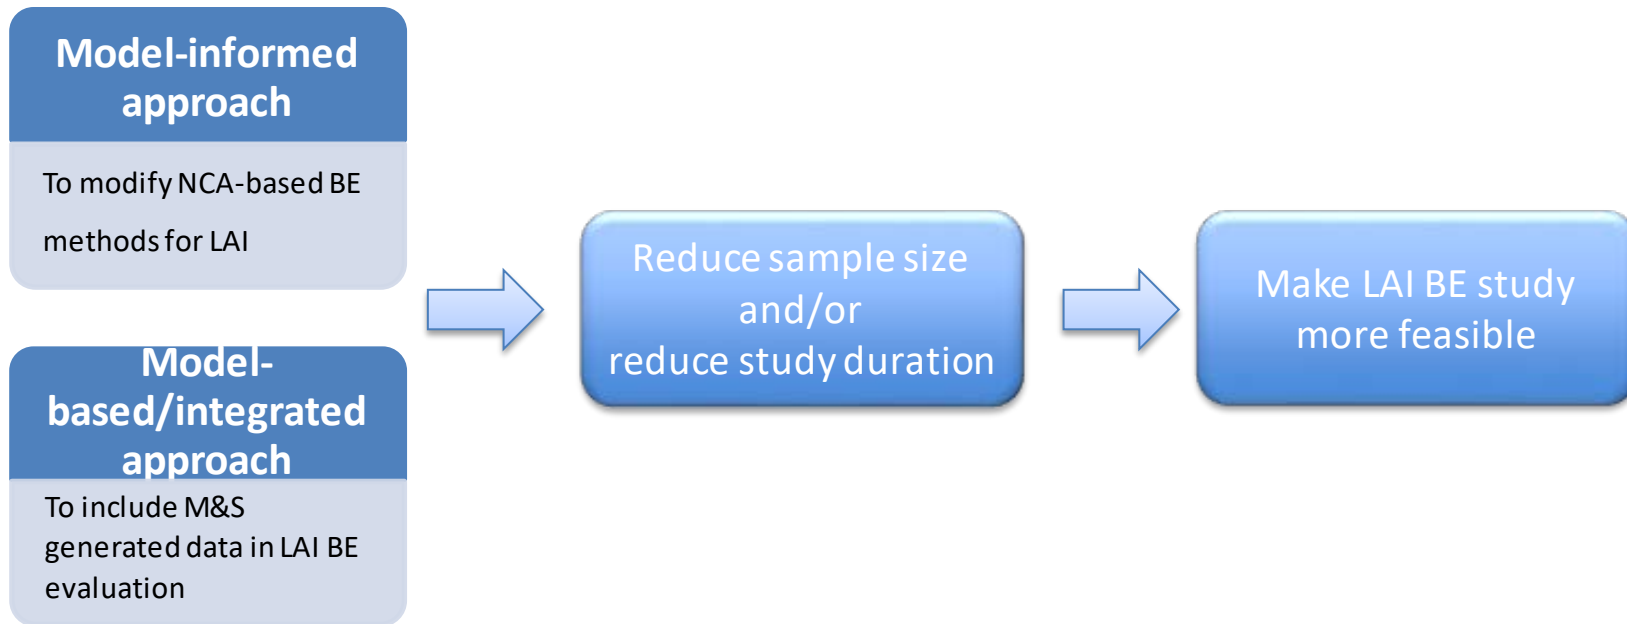 Model-informed
approach
To modify NCA-based BE
methods for LAI
Model-
based/integrated
approach
To include M&S
generated data in LAI BE
evaluation
Reduce sample size
and/or
reduce study duration
Make LAI BE study
more feasible